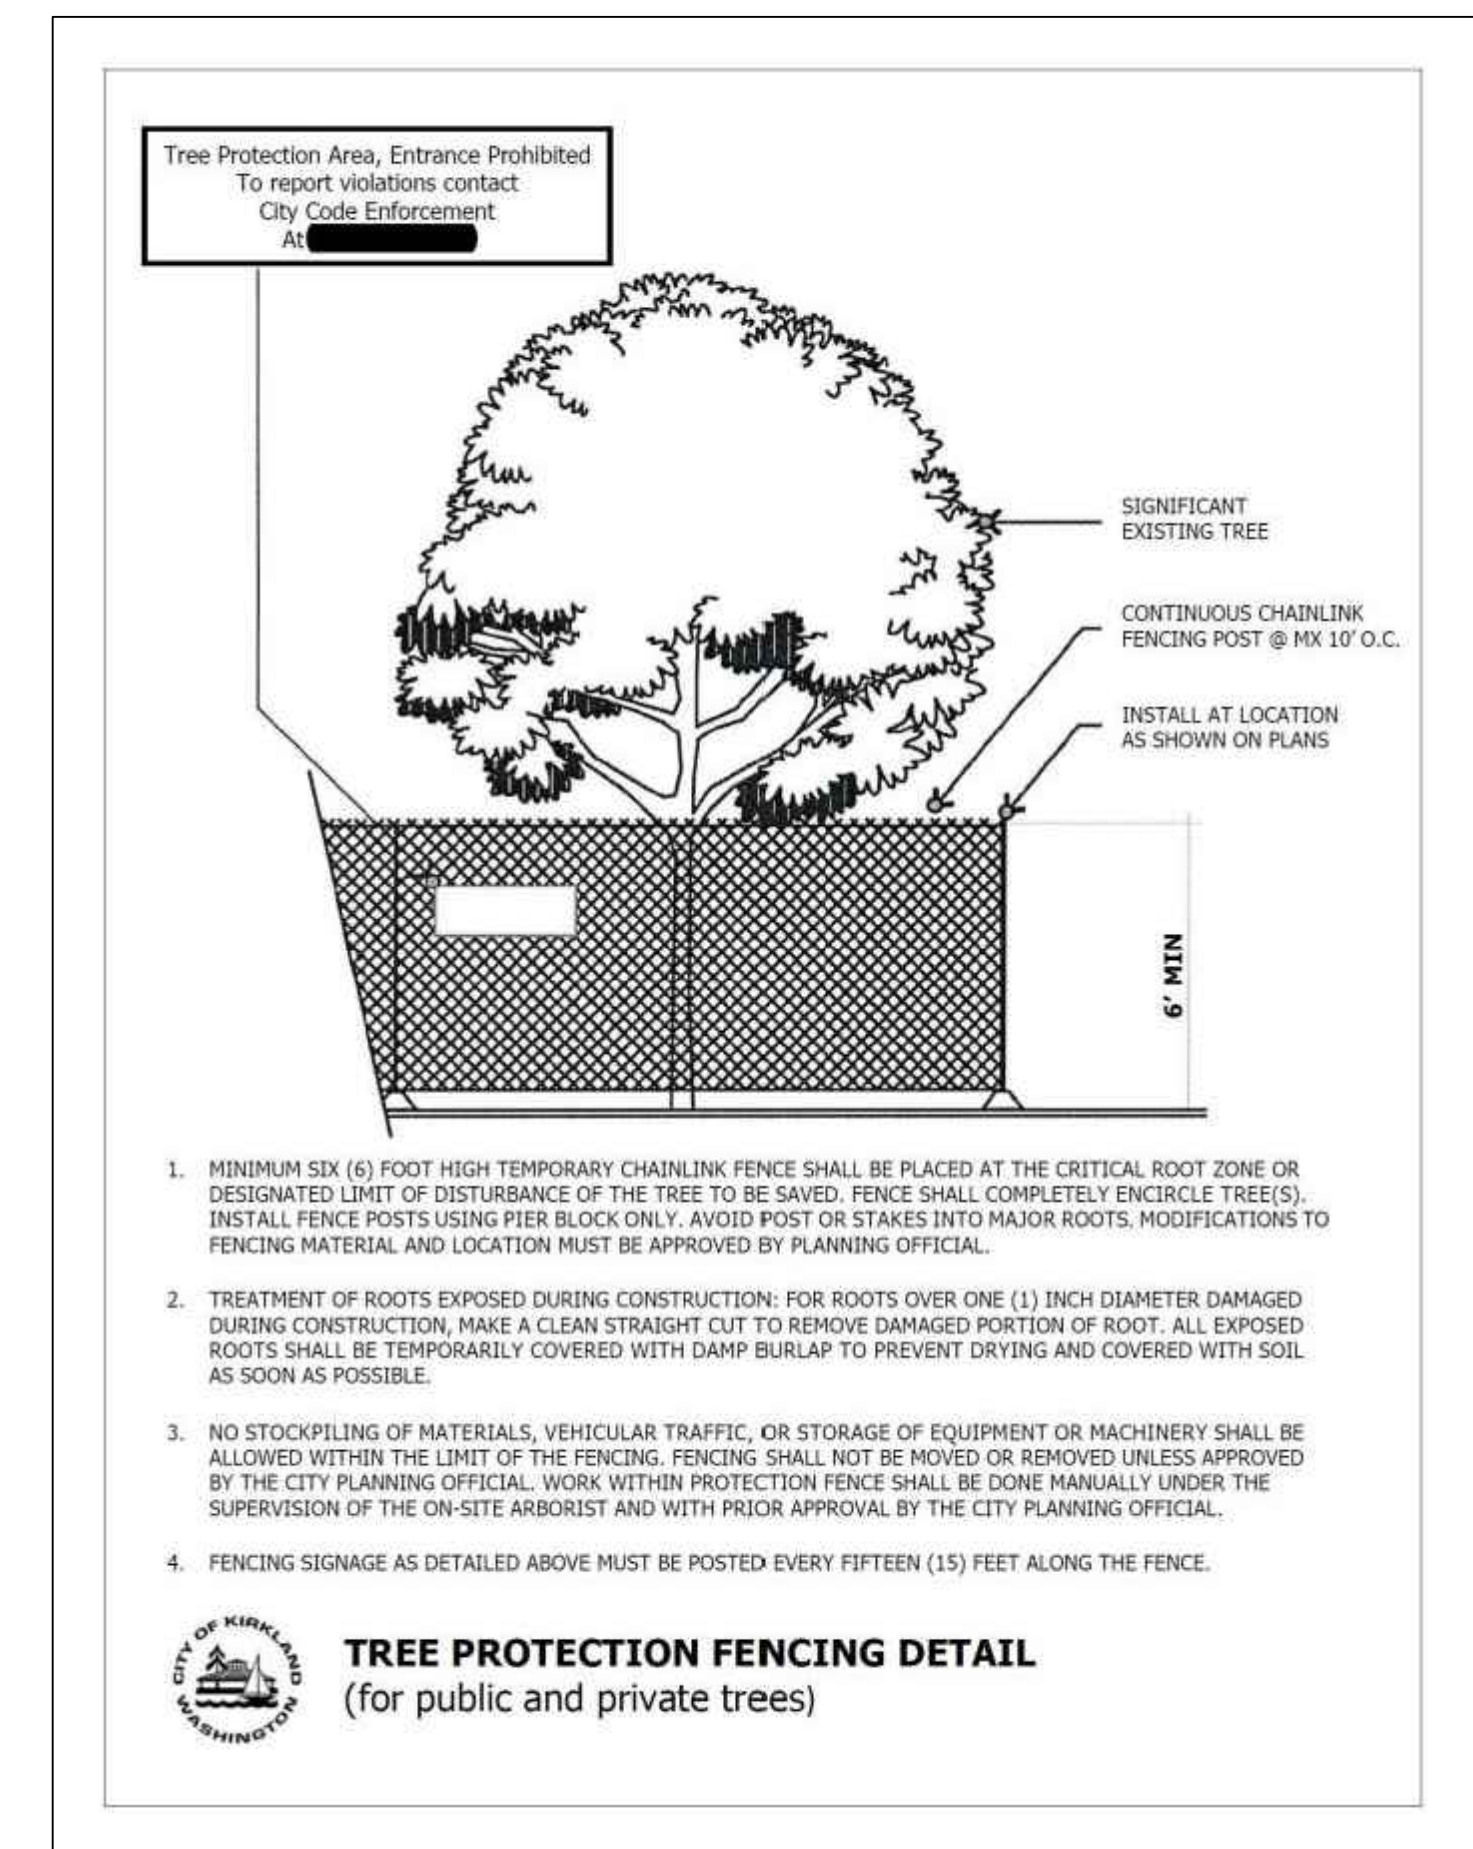 Tree Protection Area, Entrance Prohibited
To report violations contact
City Code Enforcement
At
SIGNIFICANT
EXISTING TREE
CONTINUOUS CHAINLINK
FENCING POST @ MX 10' O.C.
INSTALL AT LOCATION
AS SHOWN ON PLANS
6' MIN
1. MINIMUM SIX (6) FOOT HIGH TEMPORARY CHAINLINK FENCE SHALL BE PLACED AT THE CRITICAL ROOT ZONE OR
DESIGNATED LIMIT OF DISTURBANCE OF THE TREE TO BE SAVED. FENCE SHALL COMPLETELY ENCIRCLE TREE(S).
INSTALL FENCE POSTS USING PIER BLOCK ONLY. AVOID POST OR STAKES INTO MAJOR ROOTS. MODIFICATIONS TO
FENCING MATERIAL AND LOCATION MUST BE APPROVED BY PLANNING OFFICIAL.
2. TREATMENT OF ROOTS EXPOSED DURING CONSTRUCTION: FOR ROOTS OVER ONE (1) INCH DIAMETER DAMAGED
DURING CONSTRUCTION, MAKE A CLEAN STRAIGHT CUT TO REMOVE DAMAGED PORTION OF ROOT. ALL EXPOSED
ROOTS SHALL BE TEMPORARILY COVERED WITH DAMP BURLAP TO PREVENT DRYING AND COVERED WITH SOIL
AS SOON AS POSSIBLE.
3. NO STOCKPILING OF MATERIALS, VEHICULAR TRAFFIC, OR STORAGE OF EQUIPMENT OR MACHINERY SHALL BE
ALLOWED WITHIN THE LIMIT OF THE FENCING. FENCING SHALL NOT BE MOVED OR REMOVED UNLESS APPROVED
BY THE CITY PLANNING OFFICIAL. WORK WITHIN PROTECTION FENCE SHALL BE DONE MANUALLY UNDER THE
SUPERVISION OF THE ON-SITE ARBORIST AND WITH PRIOR APPROVAL BY THE CITY PLANNING OFFICIAL.
4. FENCING SIGNAGE AS DETAILED ABOVE MUST BE POSTED EVERY FIFTEEN (15) FEET ALONG THE FENCE.
CITY OF KIRKLAND
WASHINGTON
TREE PROTECTION FENCING DETAIL
(for public and private trees)